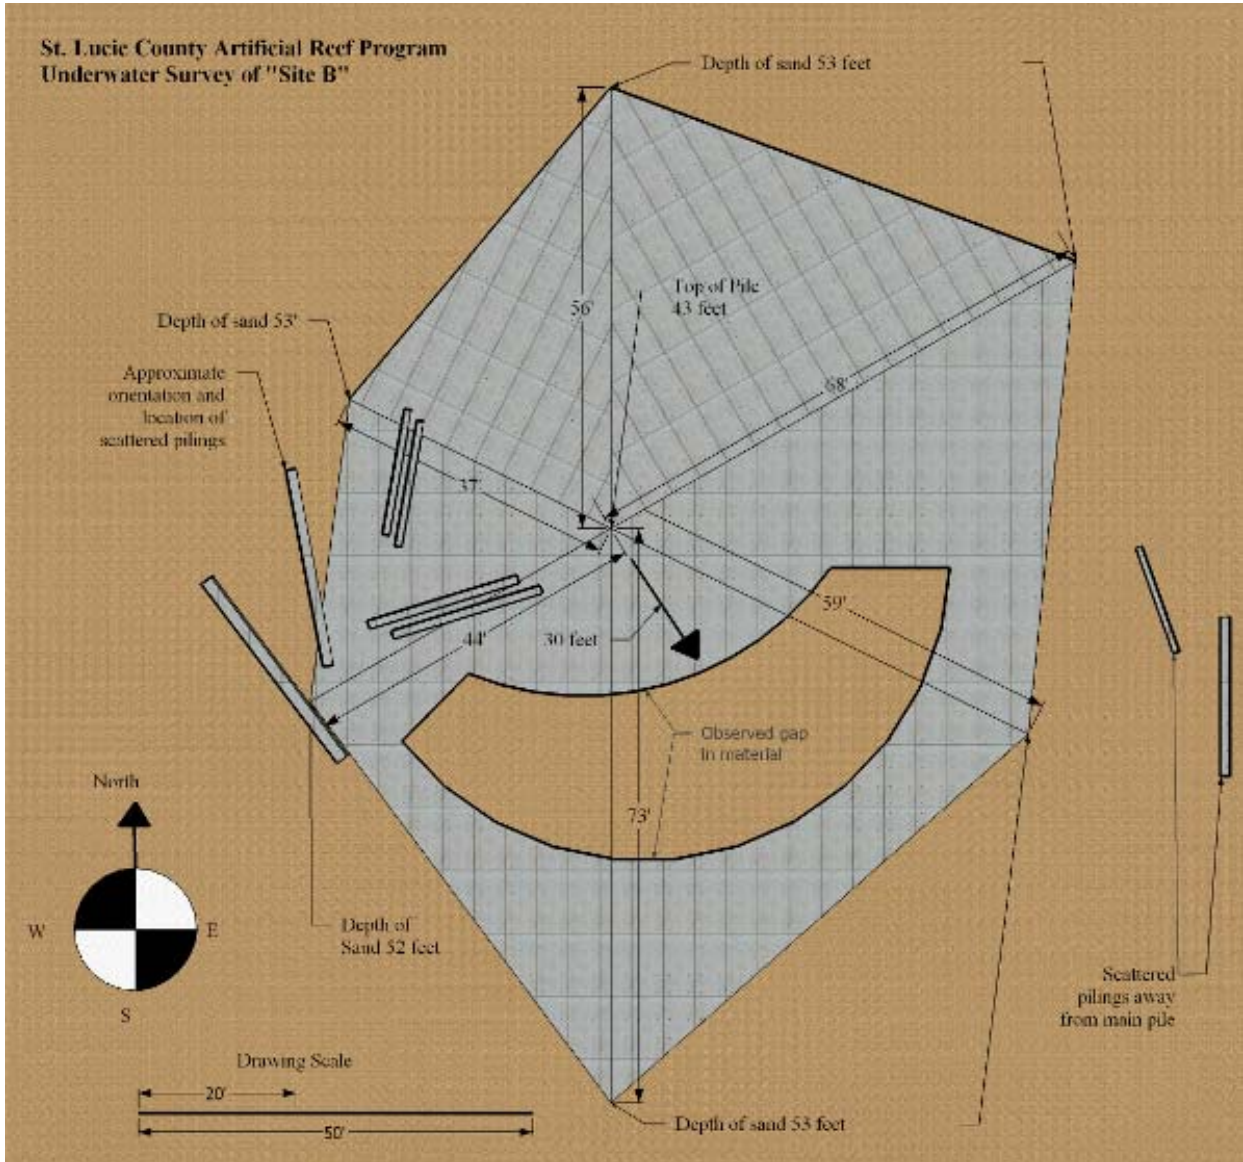 St. Lucie County Artificial Reef Program
Underwater Survey of "Site B"
Depth of sand 53 feet
56'
Top of Pile
43 feet
Depth of sand 53'
Approximate
orientation and
location of
scattered pilings
68'
37'
44'
30 feet
59'
Observed gap
in material
73'
North
W
E
S
Depth of
Sand 52 feet
Scattered
pilings away
from main pile
Drawing Scale
20'
50'
Depth of sand 53 feet